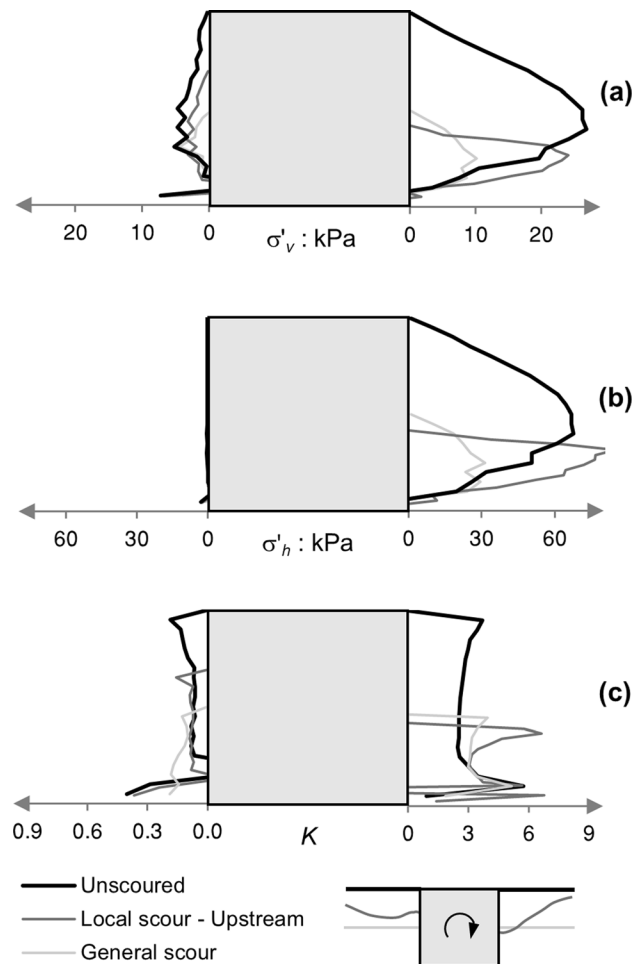 (a)
20 10 0 σ'v : kPa 0 10 20
(b)
60 30 0 σ'h : kPa 0 30 60
(c)
0.9 0.6 0.3 0.0 K 0 3 6 9
Unscoured
Local scour - Upstream
General scour